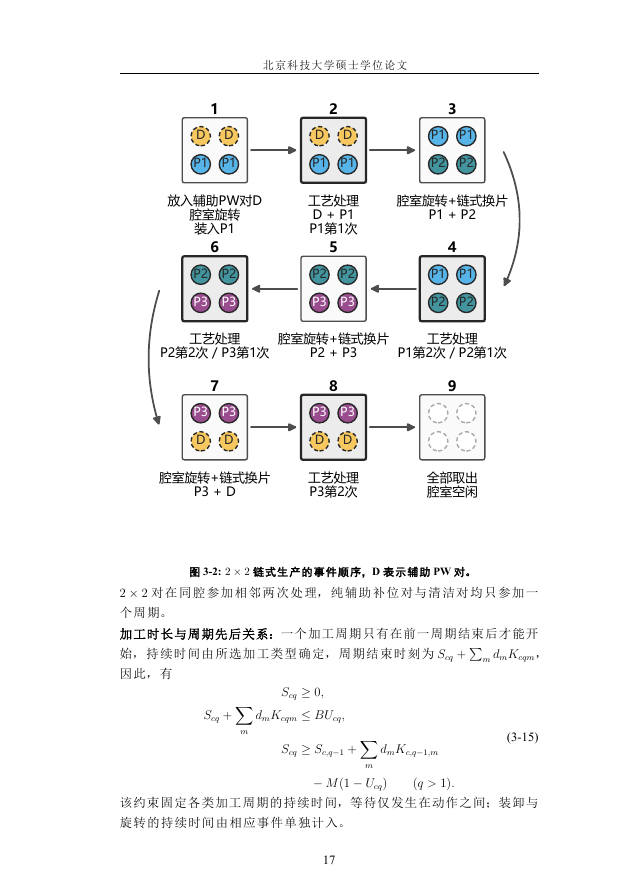 北京科技大学硕士学位论文
1
2
3
D D
P1 P1
D D
P1 P1
P1 P1
P2 P2
放入辅助PW对D
腔室旋转
装入P1
工艺处理
D + P1
P1第1次
腔室旋转+链式换片
P1 + P2
6
5
4
P2 P2
P3 P3
P2 P2
P3 P3
P1 P1
P2 P2
工艺处理
P2第2次 / P3第1次
腔室旋转+链式换片
P2 + P3
工艺处理
P1第2次 / P2第1次
7
8
9
P3 P3
D D
P3 P3
D D
腔室旋转+链式换片
P3 + D
工艺处理
P3第2次
全部取出
腔室空闲
图 3-2: 2 × 2 链式生产的事件顺序，D 表示辅助 PW 对。
2 × 2 对在同腔参加相邻两次处理，纯辅助补位对与清洁对均只参加一
个周期。
加工时长与周期先后关系：一个加工周期只有在前一周期结束后才能开
始，持续时间由所选加工类型确定，周期结束时刻为 S_{cq} + ∑_m d_m K_{cqm}，
因此，有
S_{cq} ≥ 0,
S_{cq} + ∑_m d_m K_{cqm} ≤ BU_{cq},
S_{cq} ≥ S_{c,q−1} + ∑_m d_m K_{c,q−1,m}
(3-15)
− M(1 − U_{cq}) (q > 1).
该约束固定各类加工周期的持续时间，等待仅发生在动作之间；装卸与
旋转的持续时间由相应事件单独计入。
17